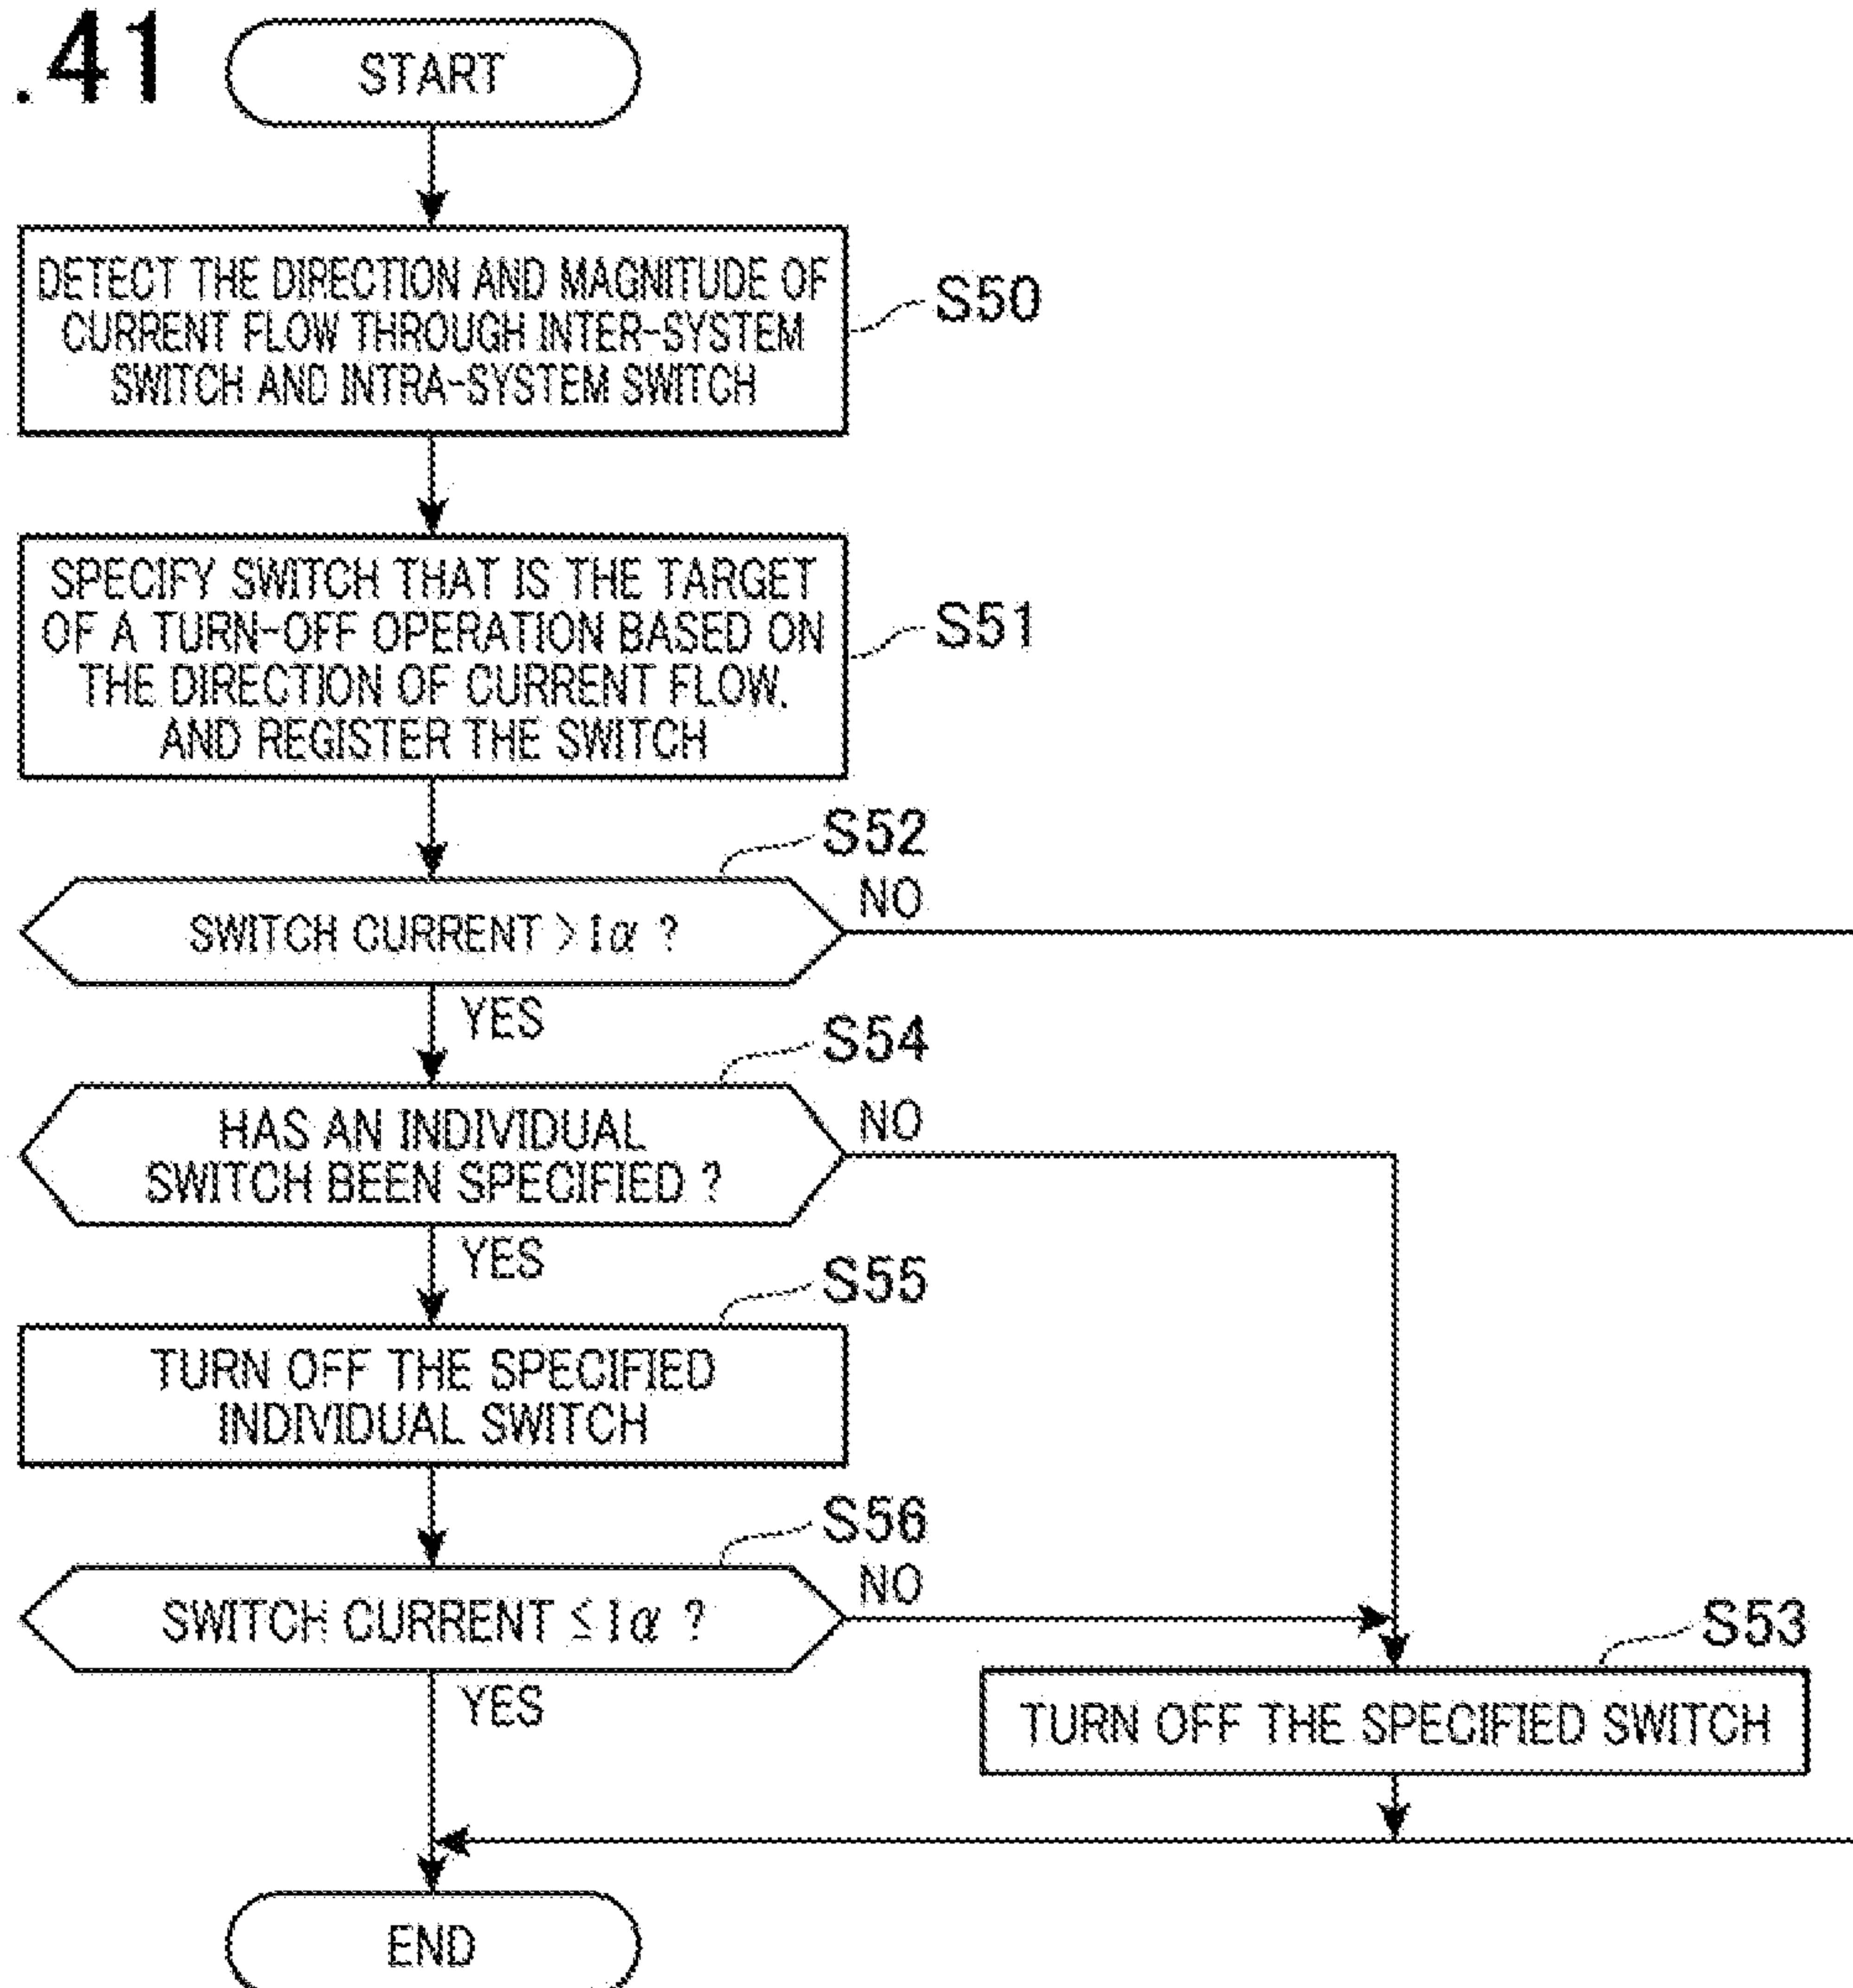 .41
START
DETECT THE DIRECTION AND MAGNITUDE OF
CURRENT FLOW THROUGH INTER-SYSTEM
SWITCH AND INTRA-SYSTEM SWITCH
S50
SPECIFY SWITCH THAT IS THE TARGET
OF A TURN-OFF OPERATION BASED ON
THE DIRECTION OF CURRENT FLOW,
AND REGISTER THE SWITCH
S51
S52
SWITCH CURRENT > Iα ?
NO
YES
S54
HAS AN INDIVIDUAL
SWITCH BEEN SPECIFIED ?
NO
YES
S55
TURN OFF THE SPECIFIED
INDIVIDUAL SWITCH
S56
SWITCH CURRENT ≦ Iα ?
NO
YES
S53
TURN OFF THE SPECIFIED SWITCH
END